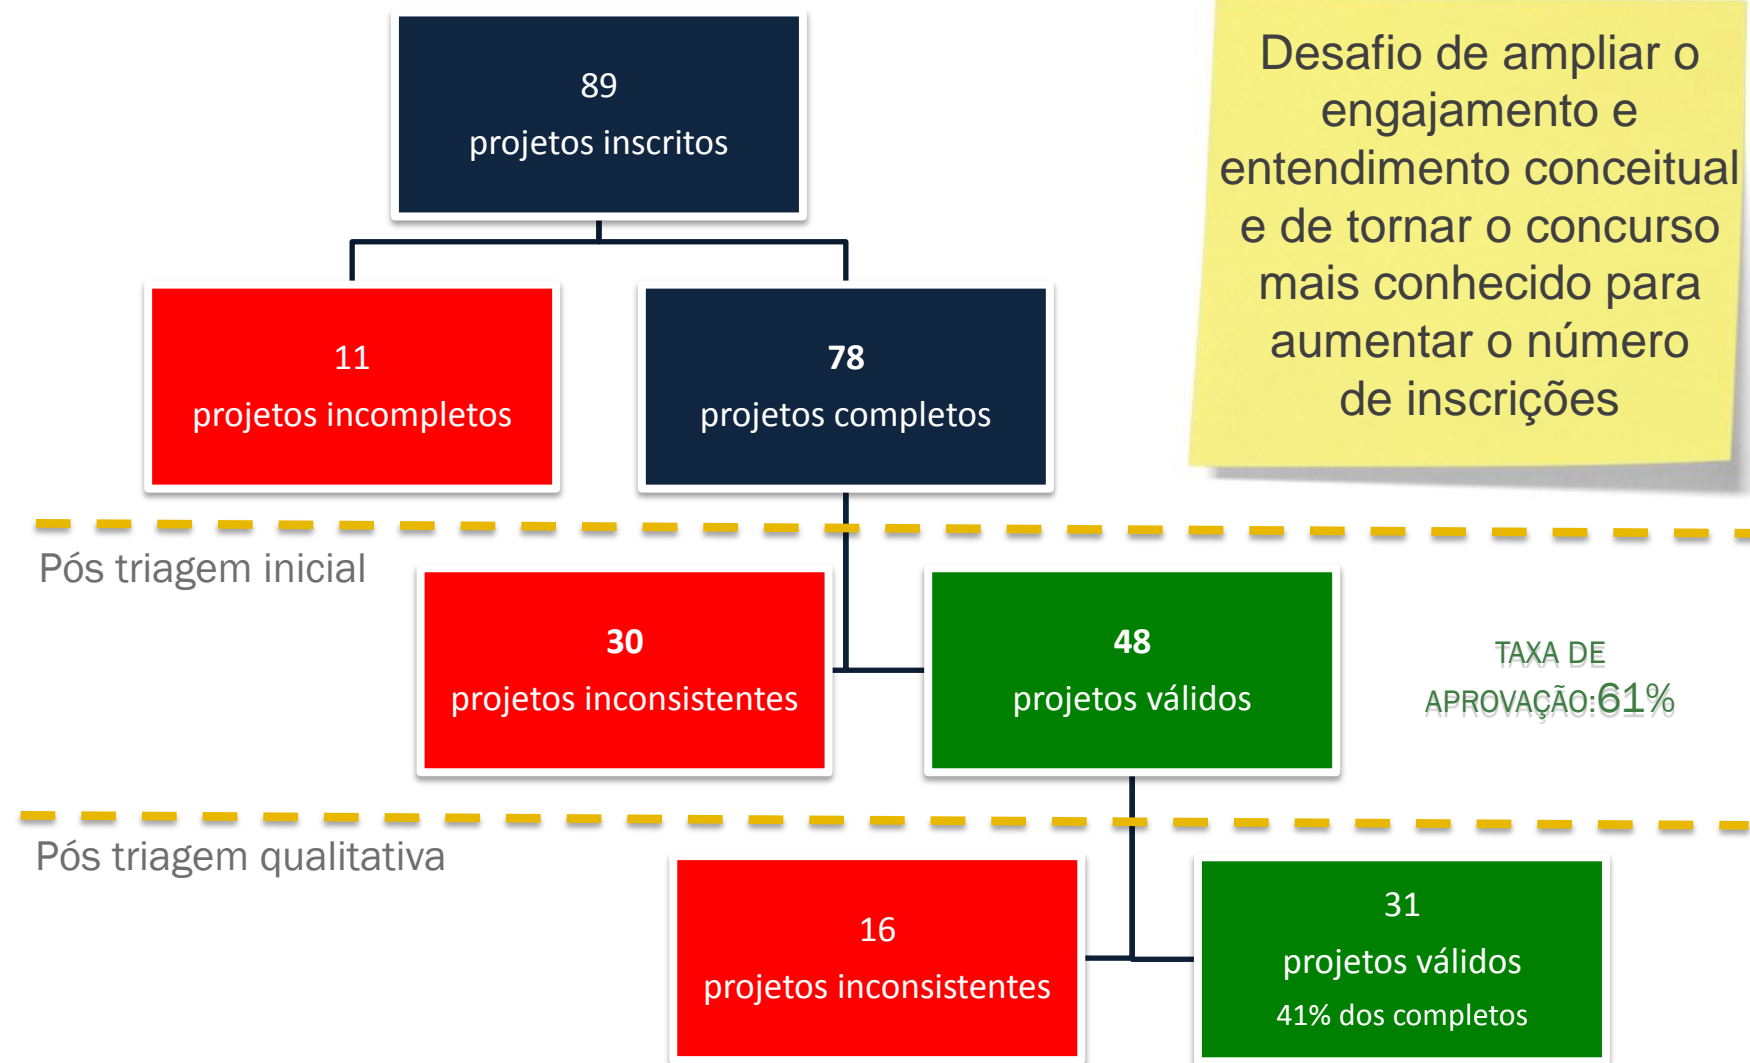 89
projetos inscritos
Desafio de ampliar o
engajamento e
entendimento conceitual
e de tornar o concurso
mais conhecido para
aumentar o número
de inscrições
11
projetos incompletos
78
projetos completos
Pós triagem inicial
30
projetos inconsistentes
48
projetos válidos
TAXA DE
APROVAÇÃO:61%
Pós triagem qualitativa
16
projetos inconsistentes
31
projetos válidos
41% dos completos